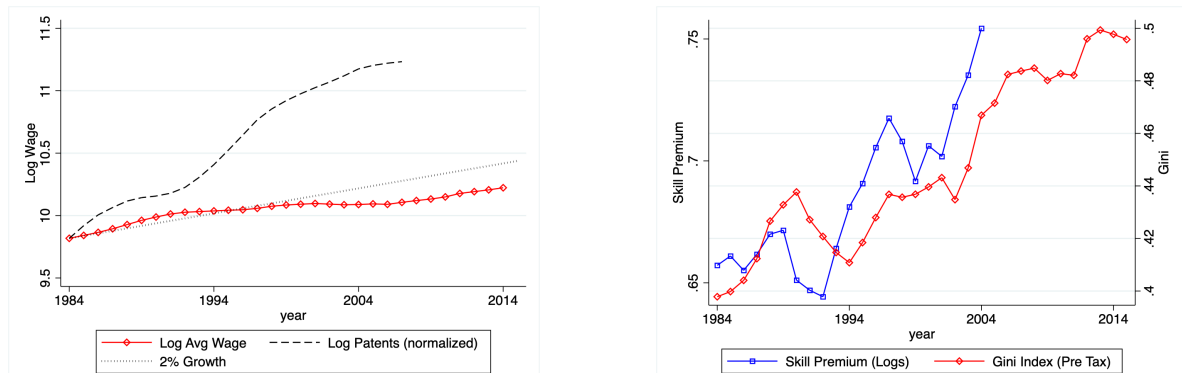 11.5
11
10.5
10
9.5
Log Wage
1984
1994
2004
2014
year
Log Avg Wage
Log Patents (normalized)
2% Growth
.75
.7
.65
Skill Premium
.5
.48
.46
.44
.42
.4
Gini
1984
1994
2004
2014
year
Skill Premium (Logs)
Gini Index (Pre Tax)